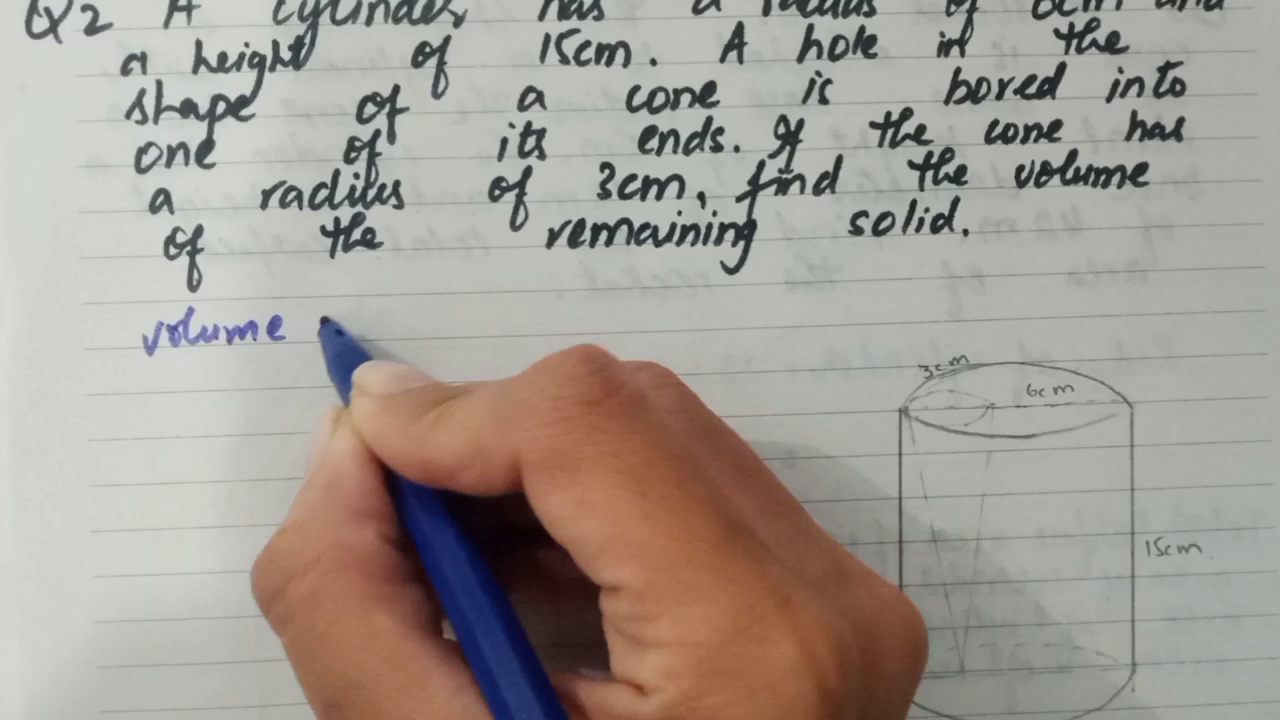 Q2 A cylinder has a radius of 6cm and
a height of 15cm. A hole in the
shape of a cone is bored into
one of its ends. If the cone has
a radius of 3cm, find the volume
of the remaining solid.
volume
3cm
6cm
15cm.